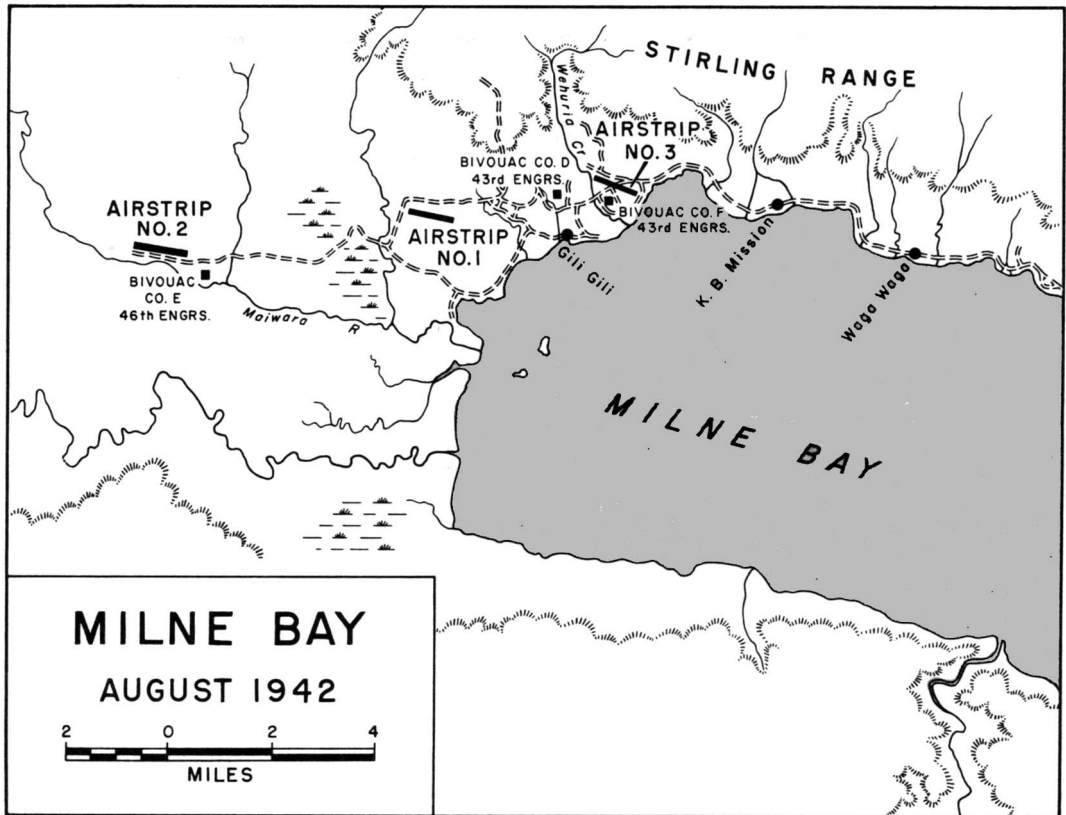 STIRLING RANGE
Wehuria Cr
AIRSTRIP
NO. 3
BIVOUAC CO. D
43rd ENGRS.
BIVOUAC CO. F
43rd ENGRS.
AIRSTRIP
NO. 2
AIRSTRIP
NO. 1
BIVOUAC
CO. E
46th ENGRS.
Maiwara R
Gili Gili
K. B. Mission
Waga Waga
MILNE BAY
MILNE BAY
AUGUST 1942
2 0 2 4
MILES